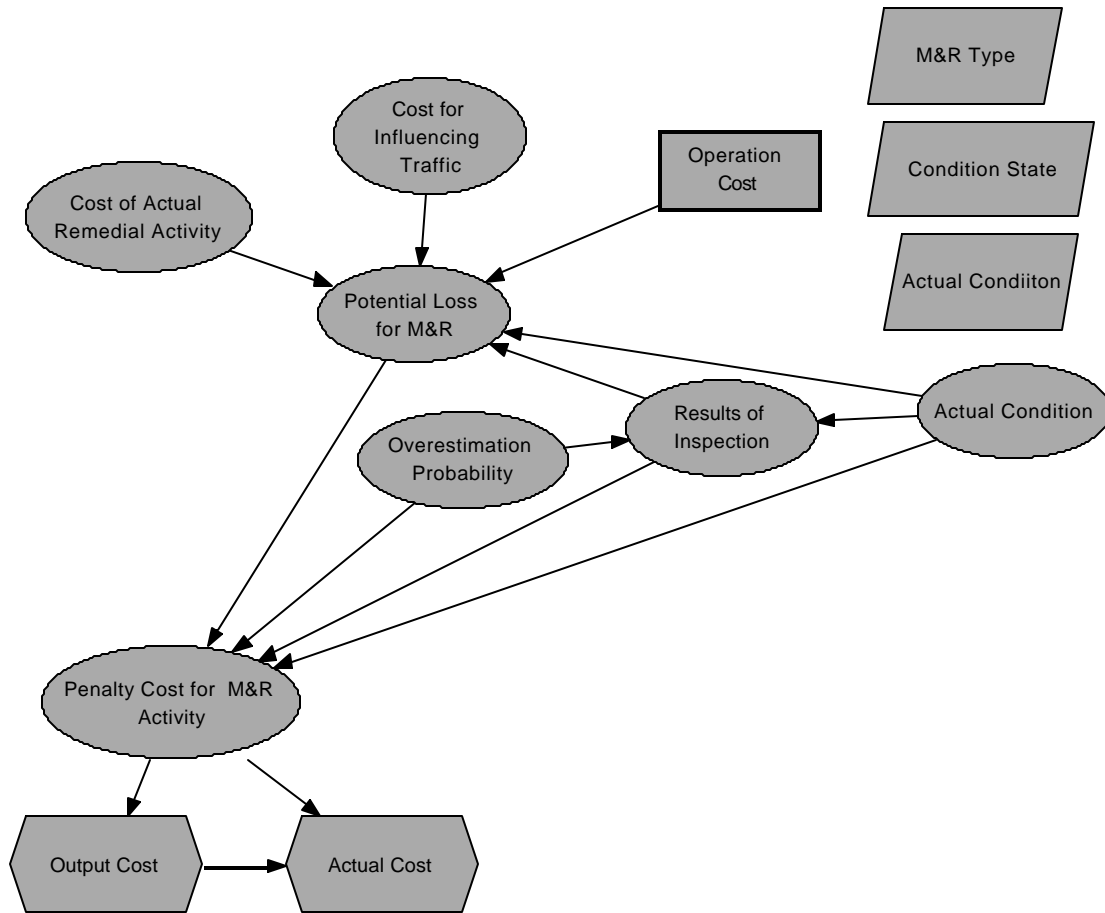 M&R Type
Cost for
Influencing
Traffic
Operation
Cost
Condition State
Cost of Actual
Remedial Activity
Actual Condiiton
Potential Loss
for M&R
Results of
Inspection
Actual Condition
Overestimation
Probability
Penalty Cost for  M&R
Activity
Output Cost
Actual Cost